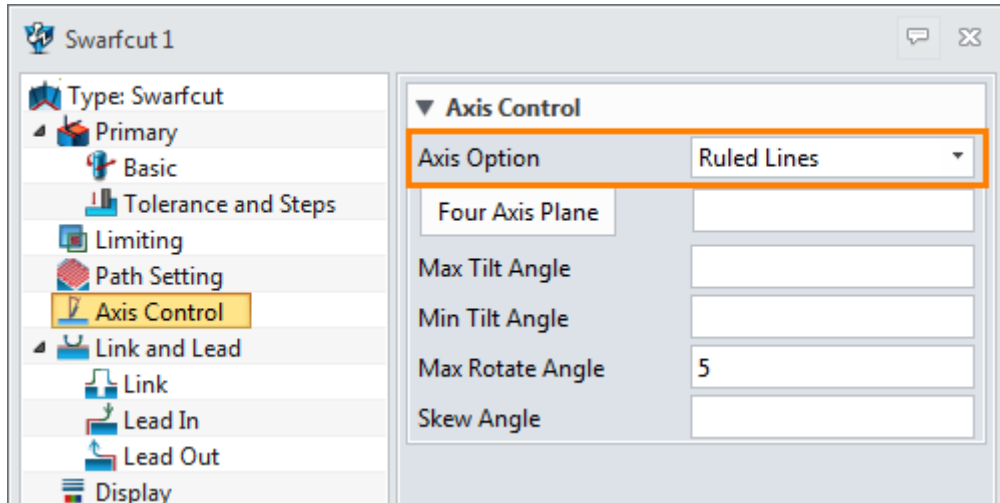 Swarfcut 1
Type: Swarfcut
Primary
Basic
Tolerance and Steps
Limiting
Path Setting
Axis Control
Link and Lead
Link
Lead In
Lead Out
Display
Axis Control
Axis Option Ruled Lines
Four Axis Plane
Max Tilt Angle
Min Tilt Angle
Max Rotate Angle 5
Skew Angle